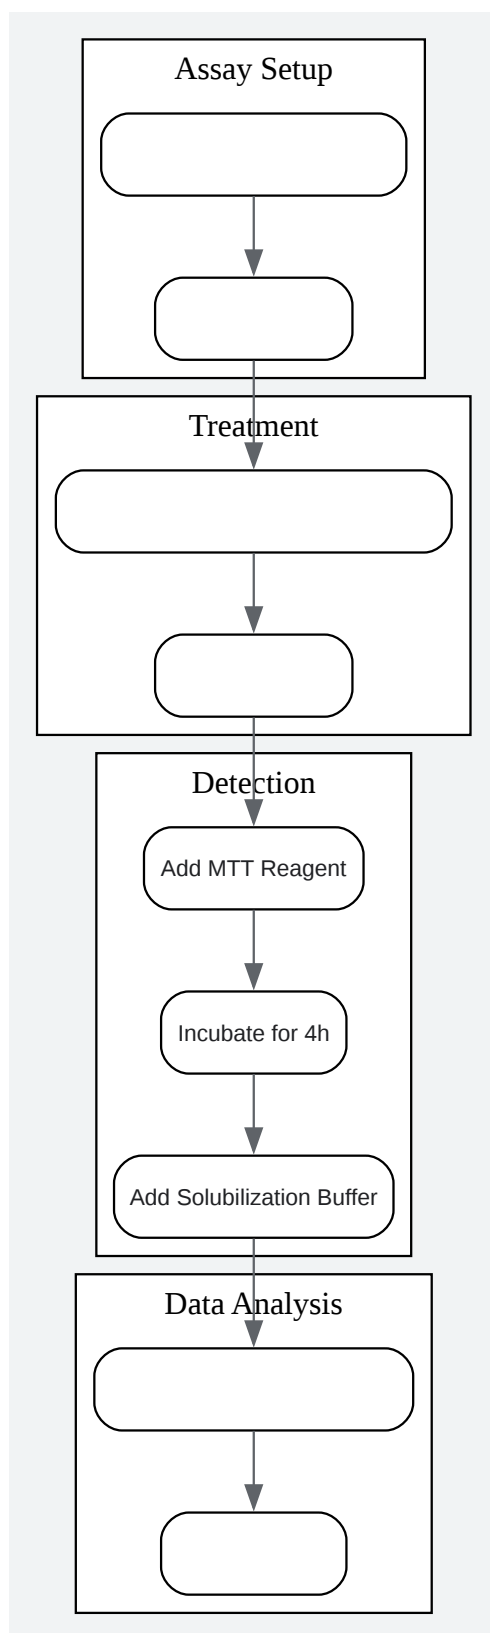 Assay Setup
Treatment
Detection
Add MTT Reagent
Incubate for 4h
Add Solubilization Buffer
Data Analysis